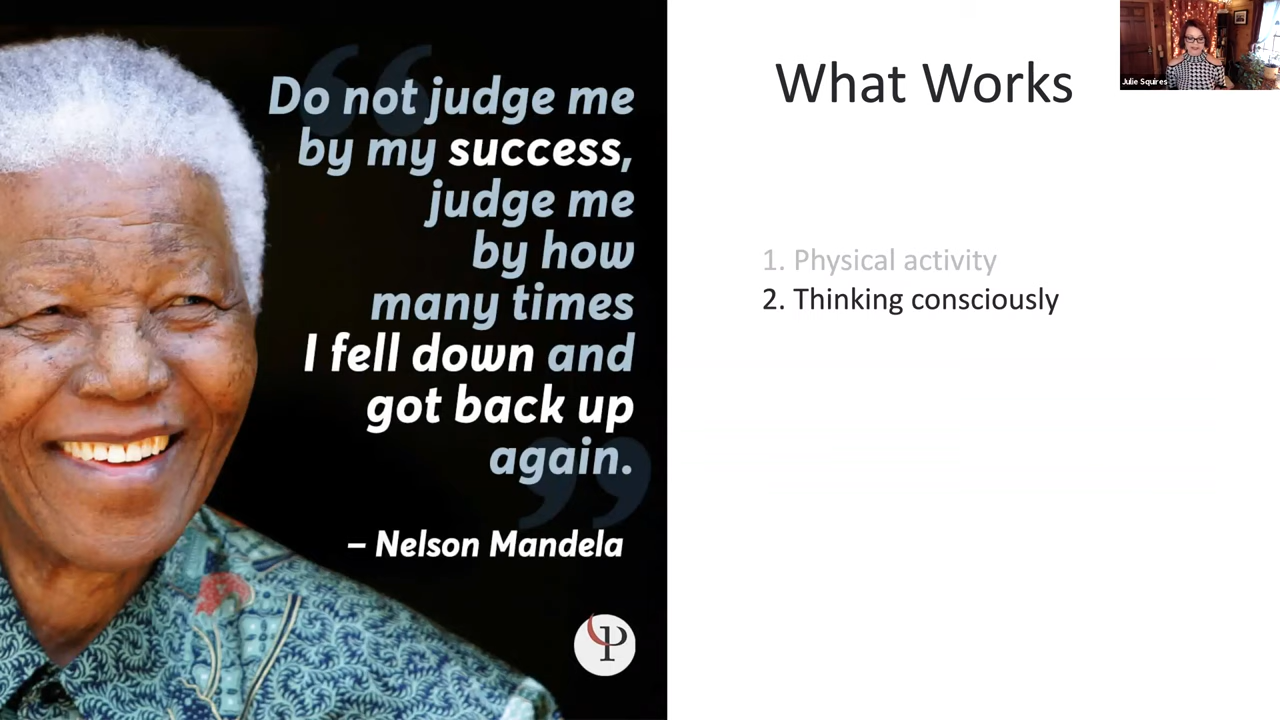 Do not judge me
by my success,
judge me
by how
many times
I fell down and
got back up
again.
– Nelson Mandela
What Works
1. Physical activity
2. Thinking consciously
Julie Squires